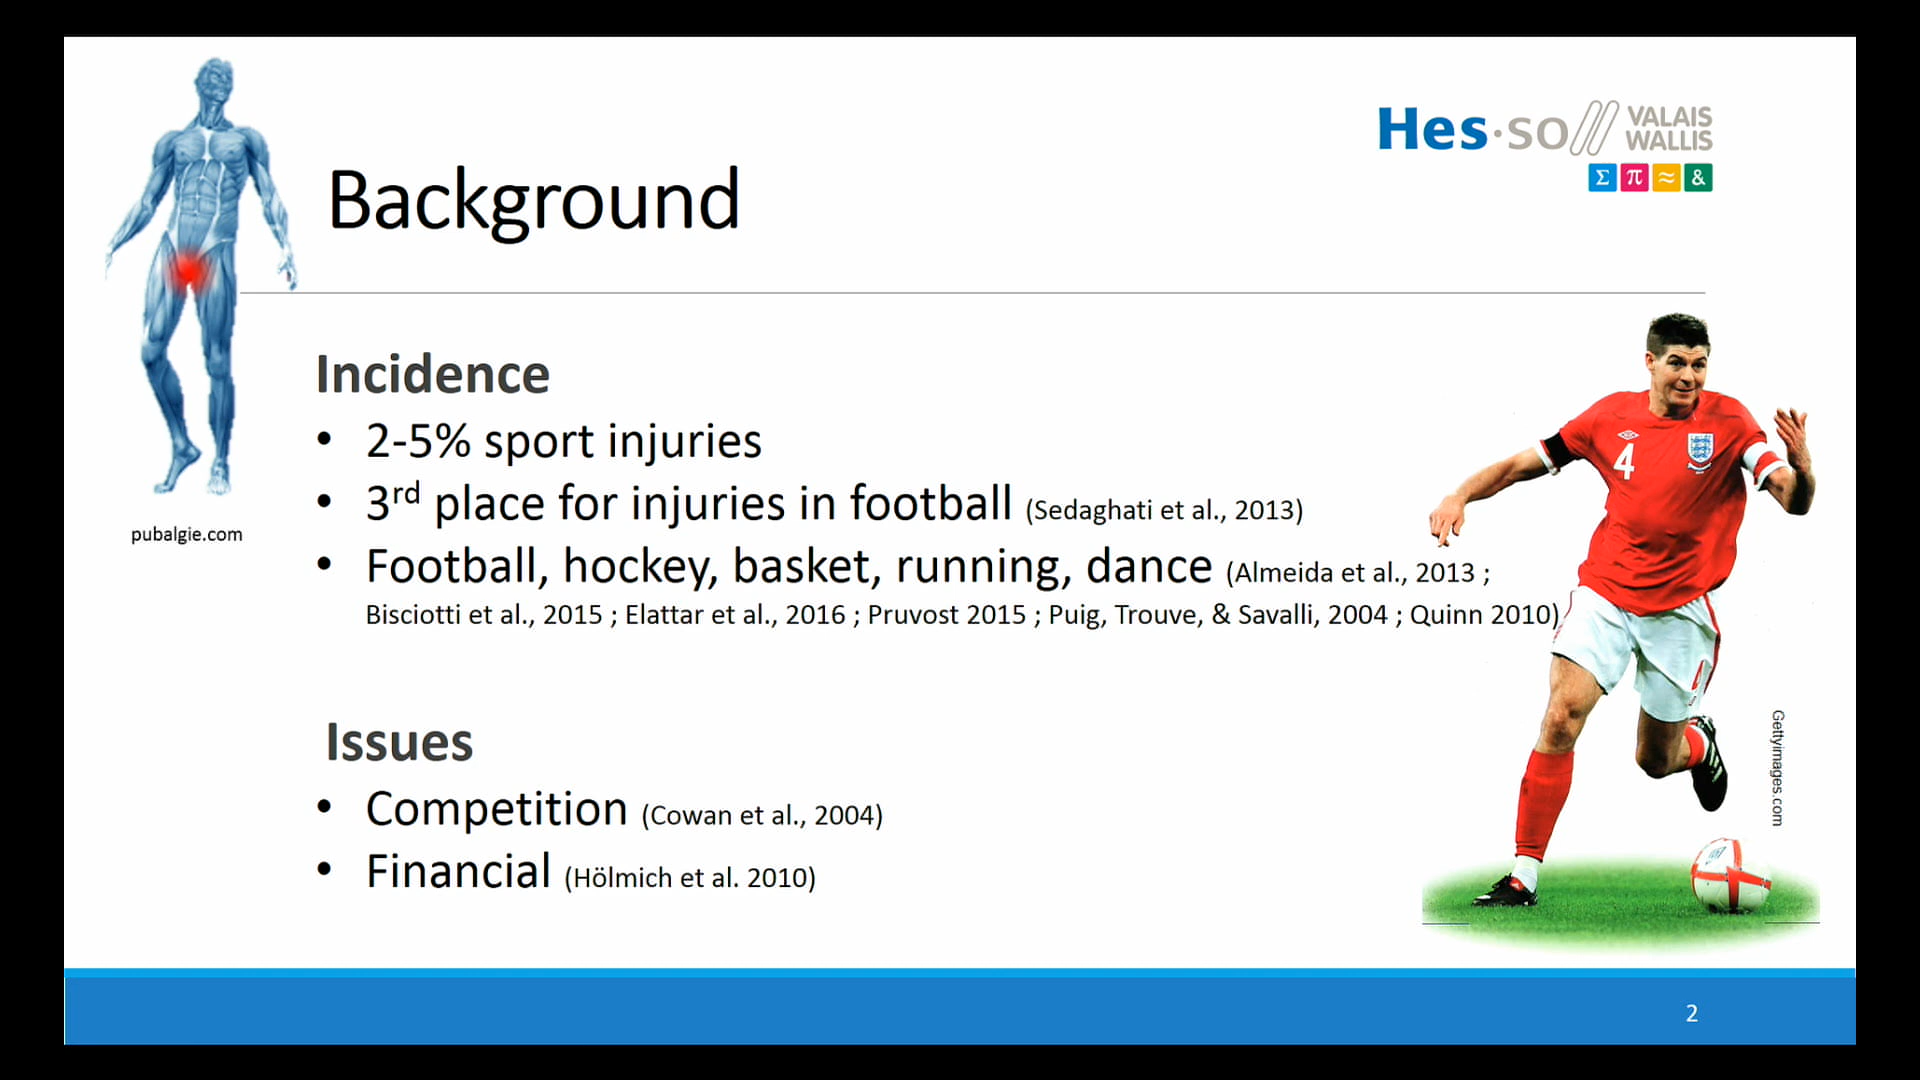 Hes·so VALAIS
WALLIS
Σ π ≈ &
Background
Incidence
• 2-5% sport injuries
• 3rd place for injuries in football (Sedaghati et al., 2013)
pubalgie.com
• Football, hockey, basket, running, dance (Almeida et al., 2013 ;
Bisciotti et al., 2015 ; Elattar et al., 2016 ; Pruvost 2015 ; Puig, Trouve, & Savalli, 2004 ; Quinn 2010)
4
4
Gettyimages.com
Issues
• Competition (Cowan et al., 2004)
• Financial (Hölmich et al. 2010)
2